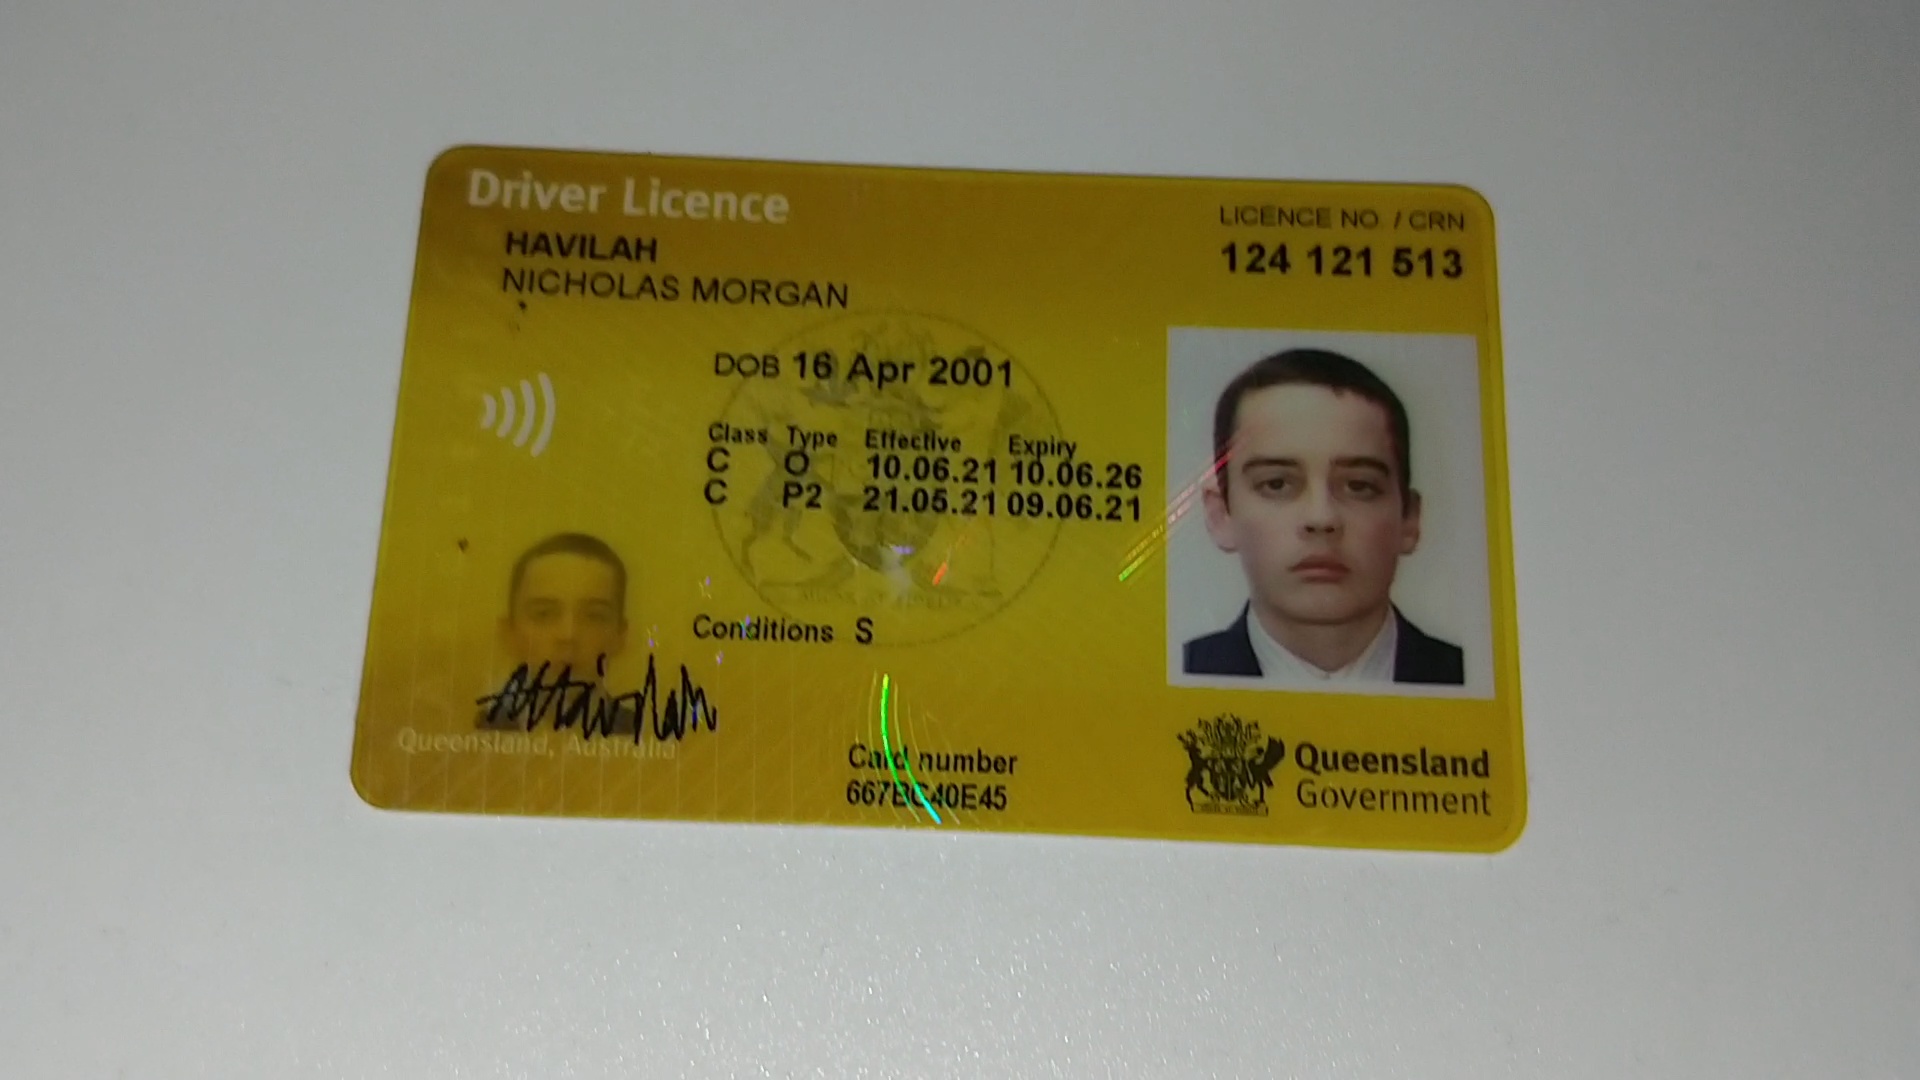 Driver Licence
HAVILAH
NICHOLAS MORGAN
LICENCE NO. / CRN
124 121 513
DOB 16 Apr 2001
Class Type Effective Expiry
C O 10.06.21 10.06.26
C P2 21.05.21 09.06.21
Conditions S
Queensland, Australia
Card number
667BC40E45
Queensland
Government